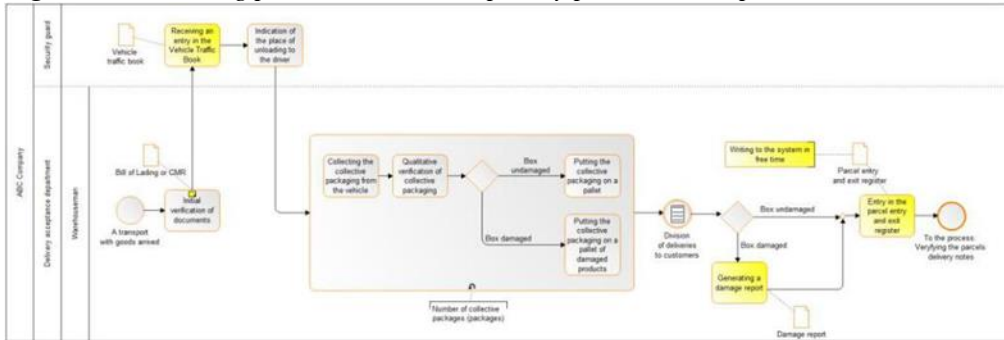 ABC Company
Security guard
Delivery acceptance department
Warehouseman
Vehicle
traffic book
Receiving an
entry in the
Vehicle Traffic
Book
Indication of
the place of
unloading to
the driver
Bill of Lading or CMR
Initial
verification of
documents
A transport
with goods arrived
Collecting the
collective
packaging from
the vehicle
Qualitative
verification of
collective
packaging
Box
undamaged
Putting the
collective
packaging on a
pallet
Box damaged
Putting the
collective
packaging on a
pallet of
damaged
products
Number of collective
packages (packages)
Division
of deliveries
to customers
Box undamaged
Box damaged
Generating a
damage report
Damage report
Writing to the system in
free time
Parcel entry
and exit register
Entry in the
parcel entry
and exit
register
To the process:
Veryfying the parcels
delivery notes